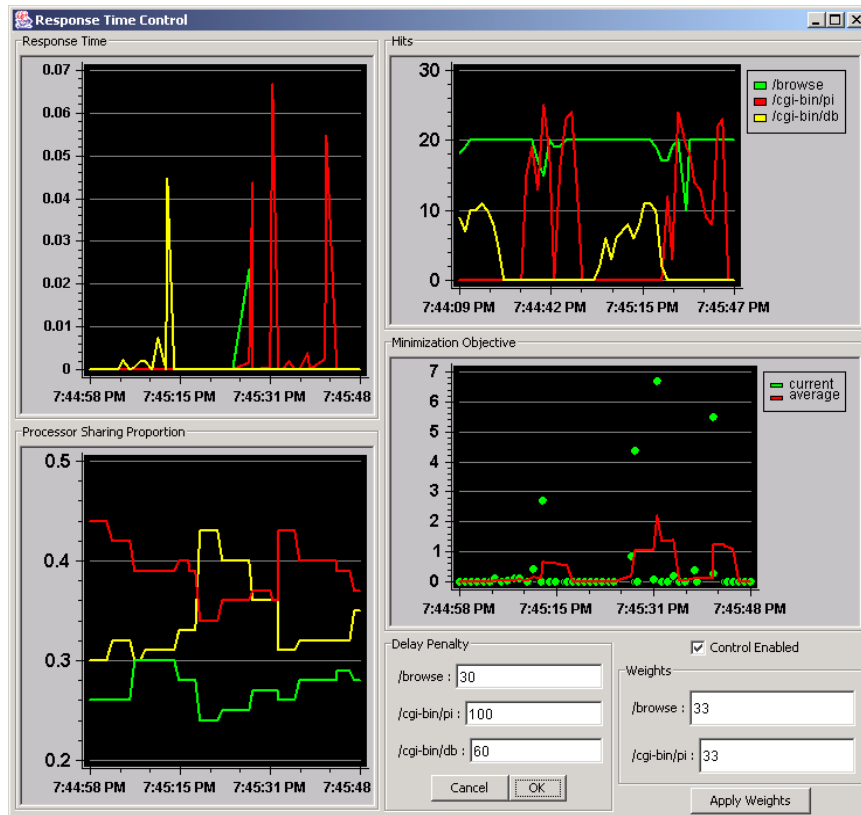 Response Time Control
Response Time
0.07
0.06
0.05
0.04
0.03
0.02
0.01
0
7:44:58 PM 7:45:15 PM 7:45:31 PM 7:45:48
Hits
30
20
10
0
7:44:09 PM 7:44:42 PM 7:45:15 PM 7:45:47 PM
/browse
/cgi-bin/pi
/cgi-bin/db
Minimization Objective
7
6
5
4
3
2
1
0
7:44:58 PM 7:45:15 PM 7:45:31 PM 7:45:48 PM
current
average
Processor Sharing Proportion
0.5
0.4
0.3
0.2
7:44:58 PM 7:45:15 PM 7:45:31 PM 7:45:48
Delay Penalty
/browse : 30
/cgi-bin/pi : 100
/cgi-bin/db : 60
Cancel OK
Control Enabled
Weights
/browse : 33
/cgi-bin/pi : 33
Apply Weights